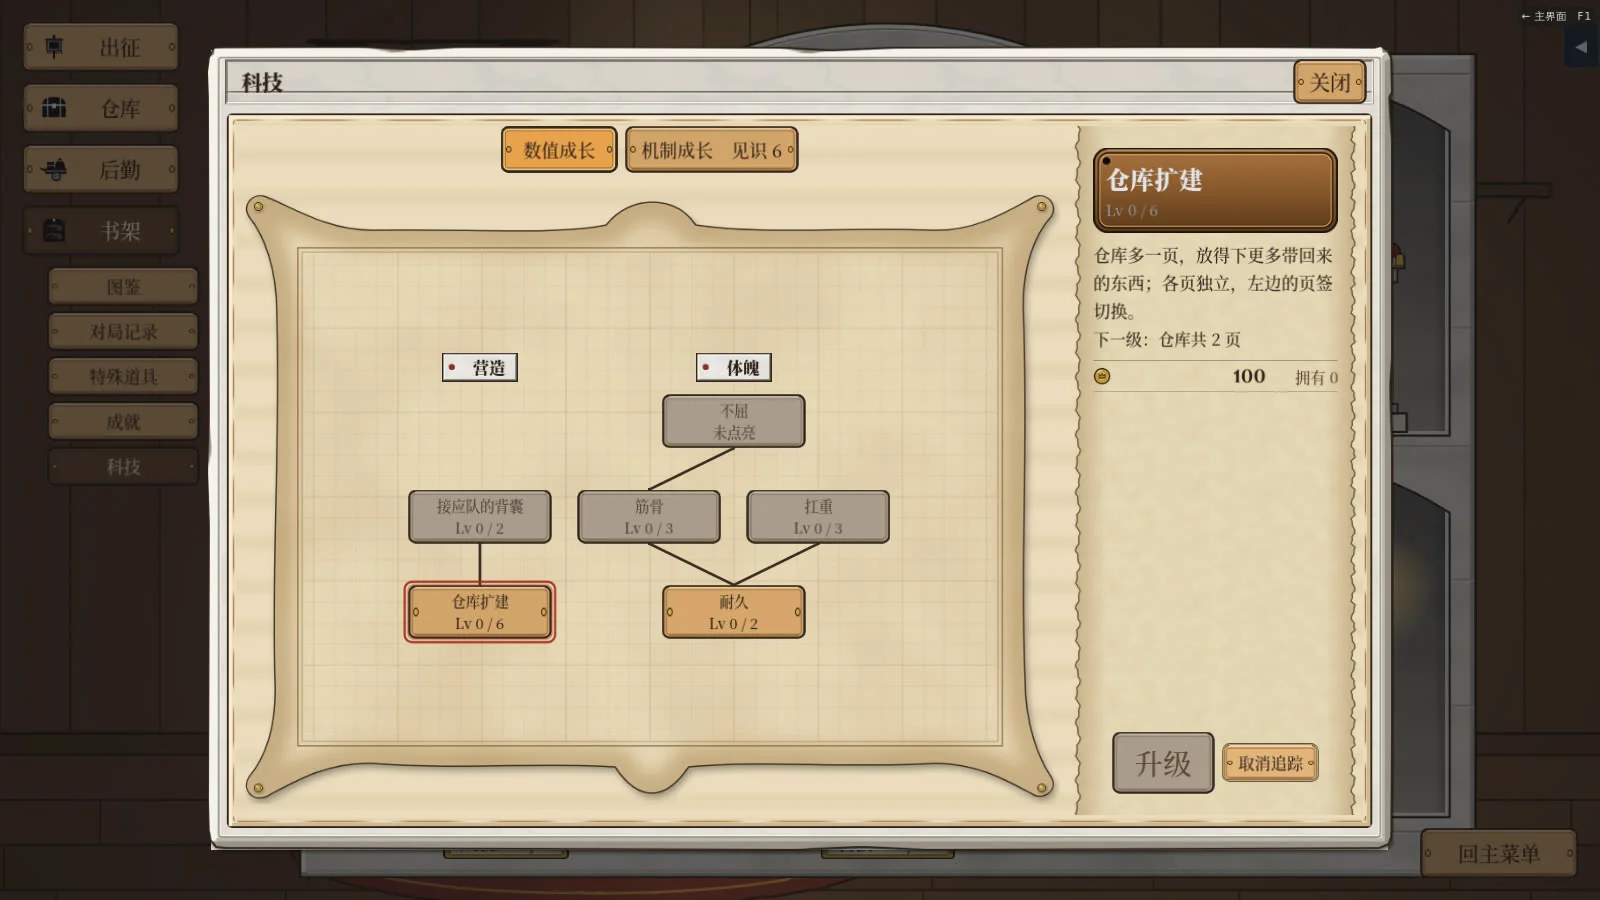 ← 主界面 F1
出征
仓库
后勤
书架
图鉴
对局记录
特殊道具
成就
科技
科技
关闭
数值成长
机制成长 见识 6
营造
体魄
不屈
未点亮
接应队的背囊
Lv 0 / 2
筋骨
Lv 0 / 3
扛重
Lv 0 / 3
仓库扩建
Lv 0 / 6
耐久
Lv 0 / 2
仓库扩建
Lv 0 / 6
仓库多一页，放得下更多带回来
的东西；各页独立，左边的页签
切换。
下一级：仓库共 2 页
100 拥有 0
升级
取消追踪
回主菜单